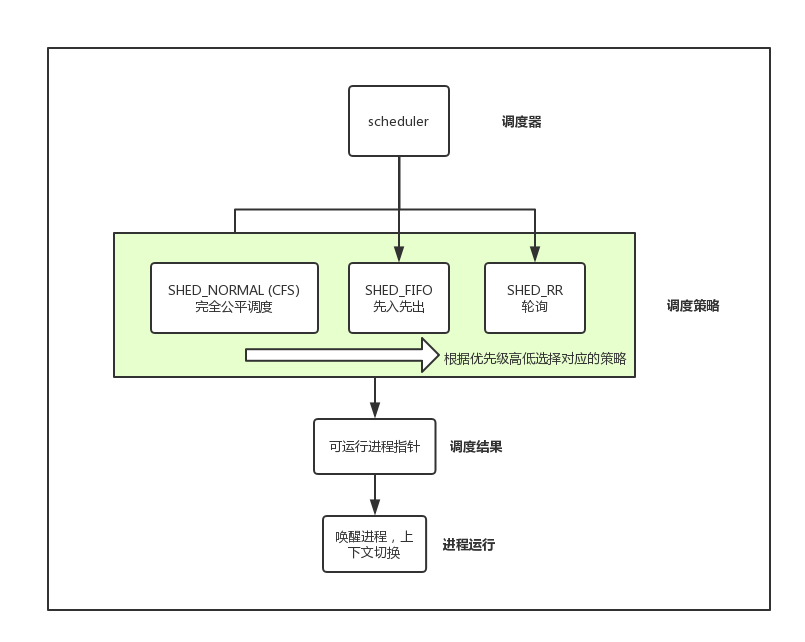 scheduler
调度器
SHED_NORMAL (CFS)
完全公平调度
SHED_FIFO
先入先出
SHED_RR
轮询
调度策略
根据优先级高低选择对应的策略
可运行进程指针
调度结果
唤醒进程，上
下文切换
进程运行